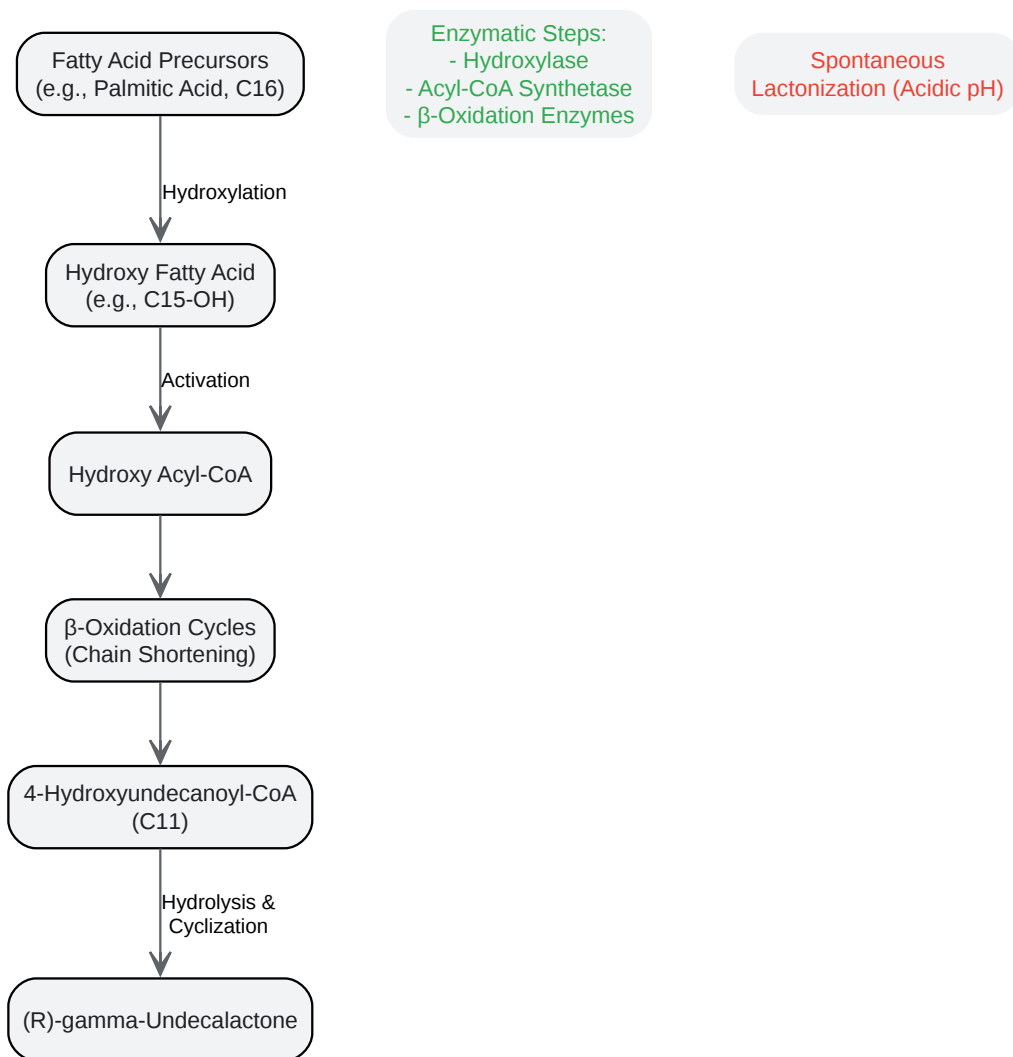 Fatty Acid Precursors
(e.g., Palmitic Acid, C16)
Enzymatic Steps:
- Hydroxylase
- Acyl-CoA Synthetase
- β-Oxidation Enzymes
Spontaneous
Lactonization (Acidic pH)
Hydroxylation
Hydroxy Fatty Acid
(e.g., C15-OH)
Activation
Hydroxy Acyl-CoA
β-Oxidation Cycles
(Chain Shortening)
4-Hydroxyundecanoyl-CoA
(C11)
Hydrolysis &
Cyclization
(R)-gamma-Undecalactone